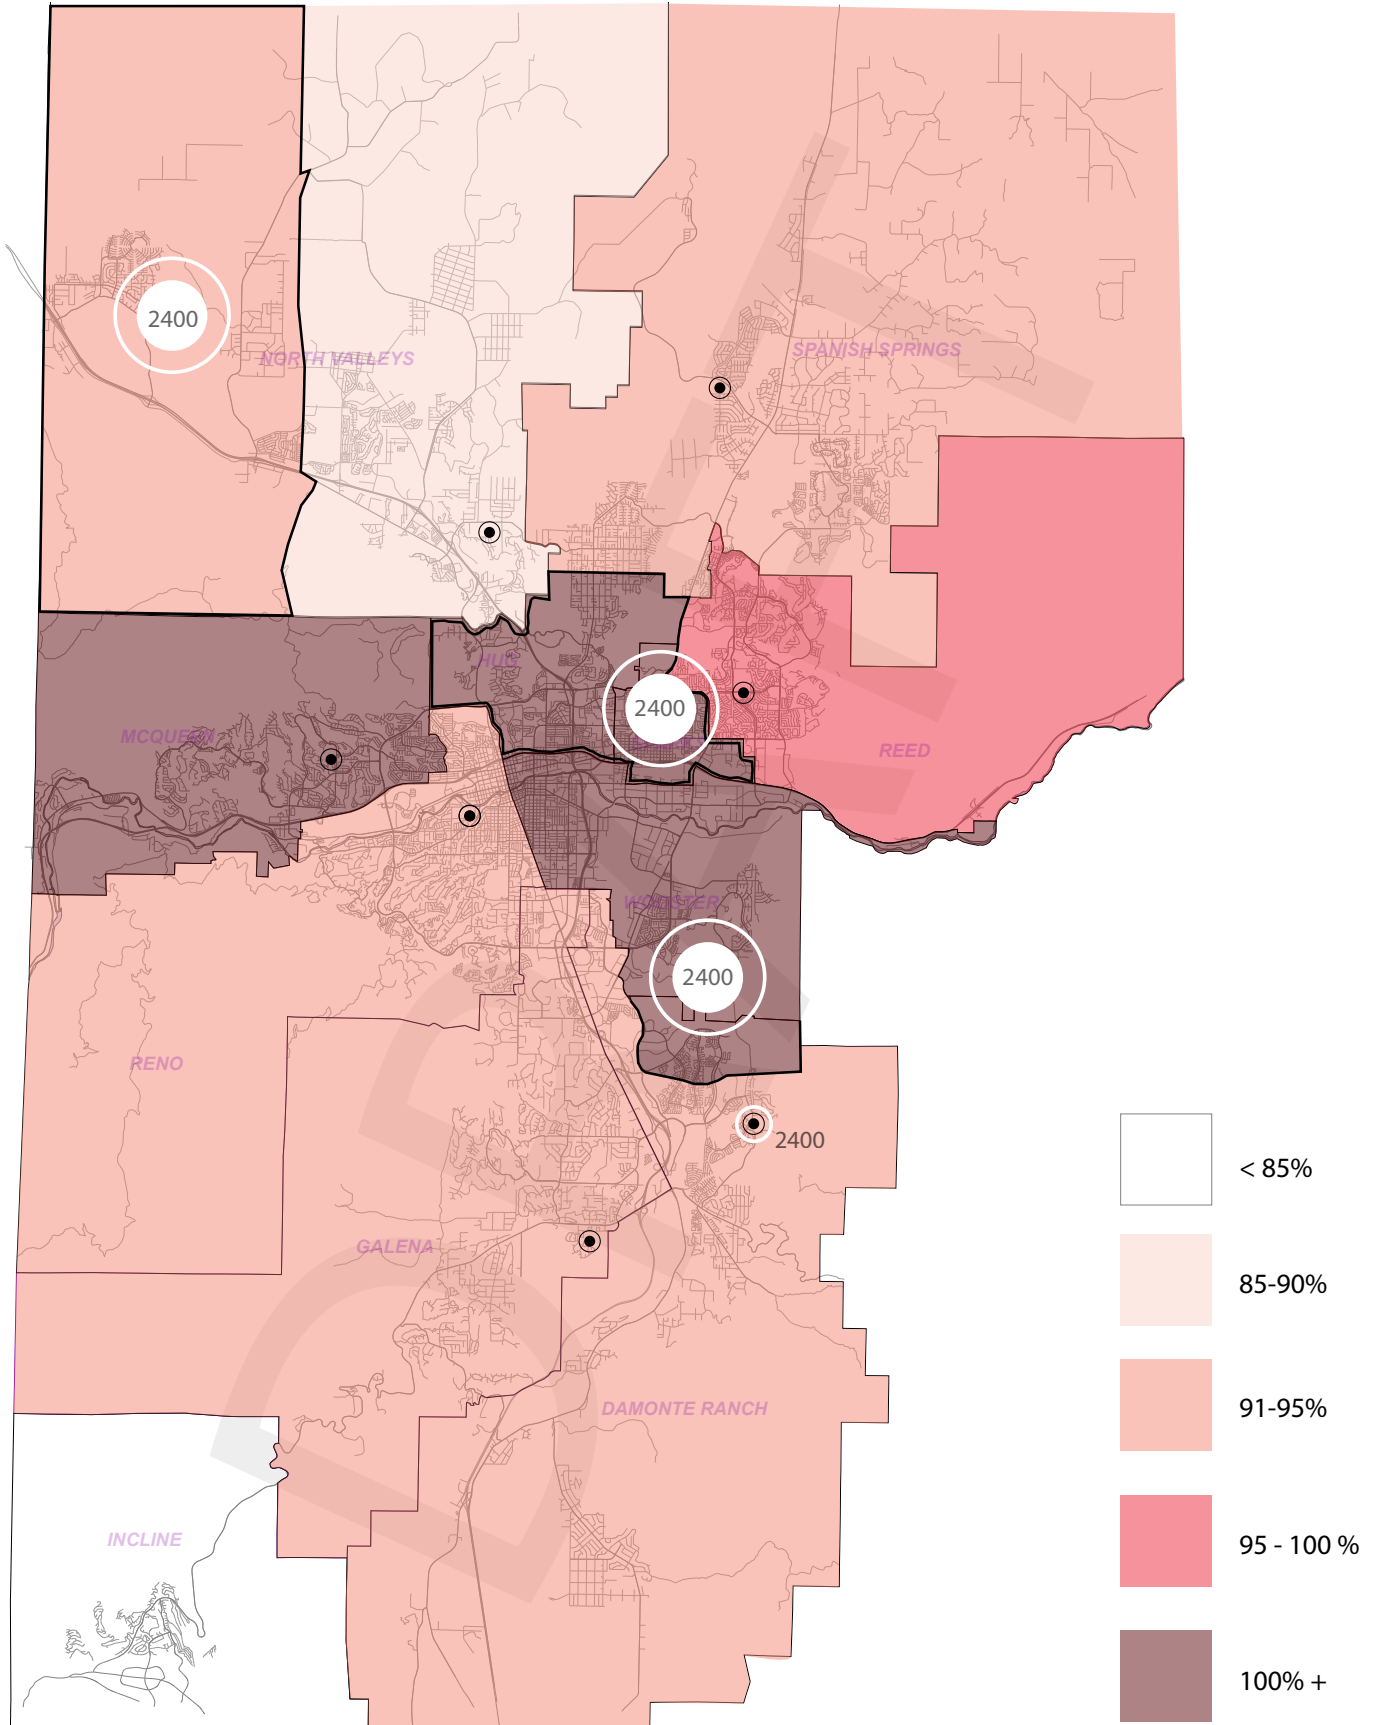 2400
NORTH VALLEYS
SPANISH SPRINGS
HUG
2400
MCQUEEN
REED
WOOSTER
2400
RENO
2400
GALENA
DAMONTE RANCH
INCLINE
< 85%
85-90%
91-95%
95 - 100 %
100% +